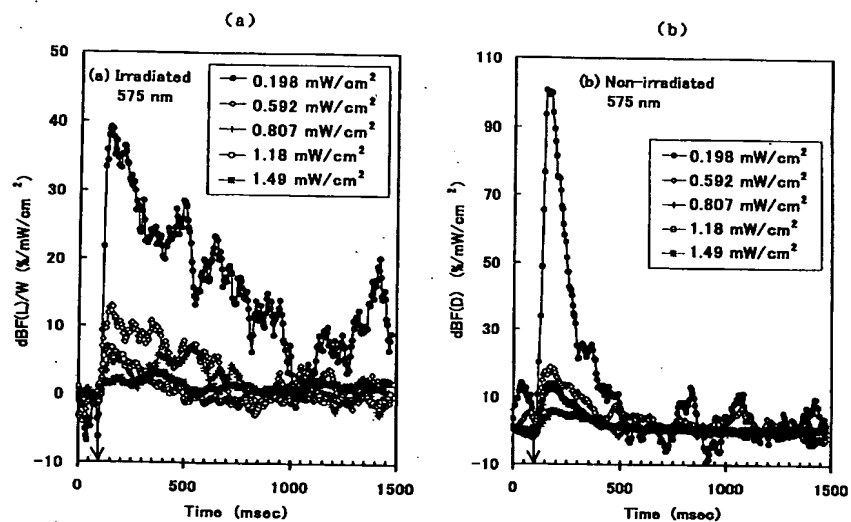 (a)
(b)
50
40
30
20
10
0
-10
dBF(L)/W (%/mW/cm²)
(a) Irradiated
575 nm
0.198 mW/cm²
0.592 mW/cm²
0.807 mW/cm²
1.18 mW/cm²
1.49 mW/cm²
0
500
1000
1500
Time (msec)
110
90
70
50
30
10
-10
dBF(D) (%/mW/cm²)
(b) Non-irradiated
575 nm
0.198 mW/cm²
0.592 mW/cm²
0.807 mW/cm²
1.18 mW/cm²
1.49 mW/cm²
0
500
1000
1500
Time (msec)